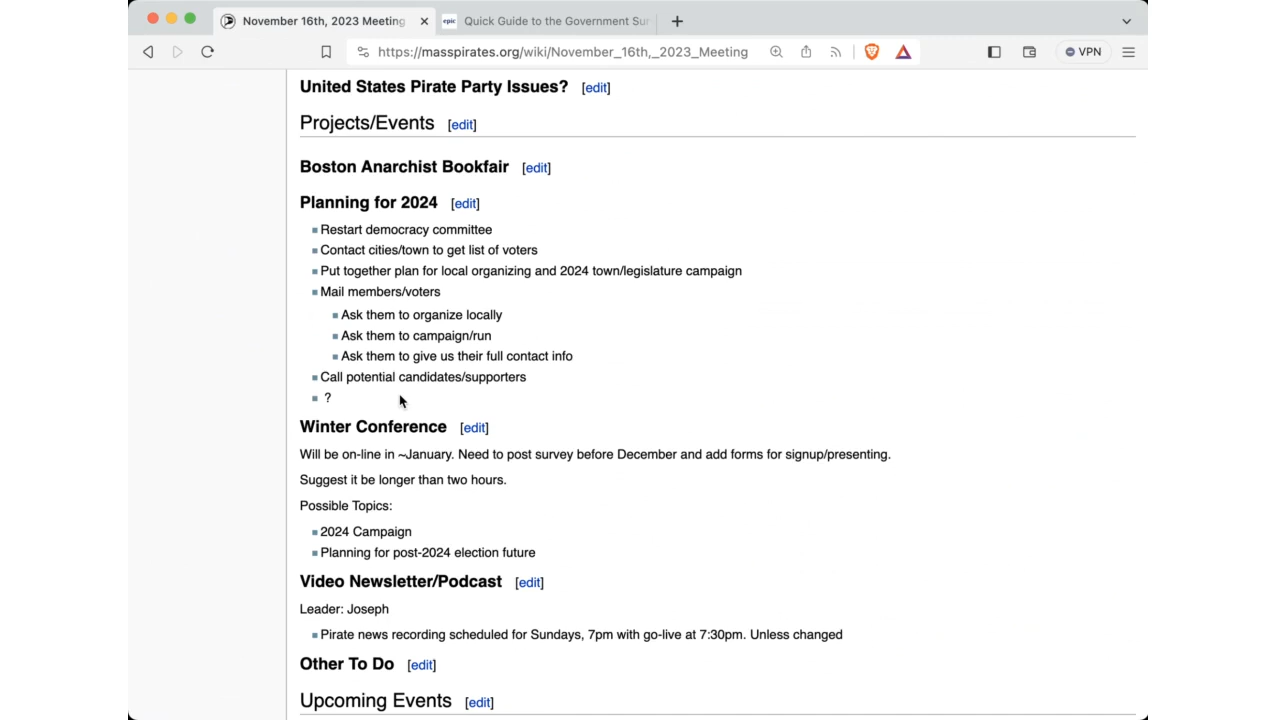 November 16th, 2023 Meeting
epic Quick Guide to the Government Sur
https://masspirates.org/wiki/November_16th,_2023_Meeting
VPN
United States Pirate Party Issues? [edit]
Projects/Events [edit]
Boston Anarchist Bookfair [edit]
Planning for 2024 [edit]
Restart democracy committee
Contact cities/town to get list of voters
Put together plan for local organizing and 2024 town/legislature campaign
Mail members/voters
Ask them to organize locally
Ask them to campaign/run
Ask them to give us their full contact info
Call potential candidates/supporters
?
Winter Conference [edit]
Will be on-line in ~January. Need to post survey before December and add forms for signup/presenting.
Suggest it be longer than two hours.
Possible Topics:
2024 Campaign
Planning for post-2024 election future
Video Newsletter/Podcast [edit]
Leader: Joseph
Pirate news recording scheduled for Sundays, 7pm with go-live at 7:30pm. Unless changed
Other To Do [edit]
Upcoming Events [edit]